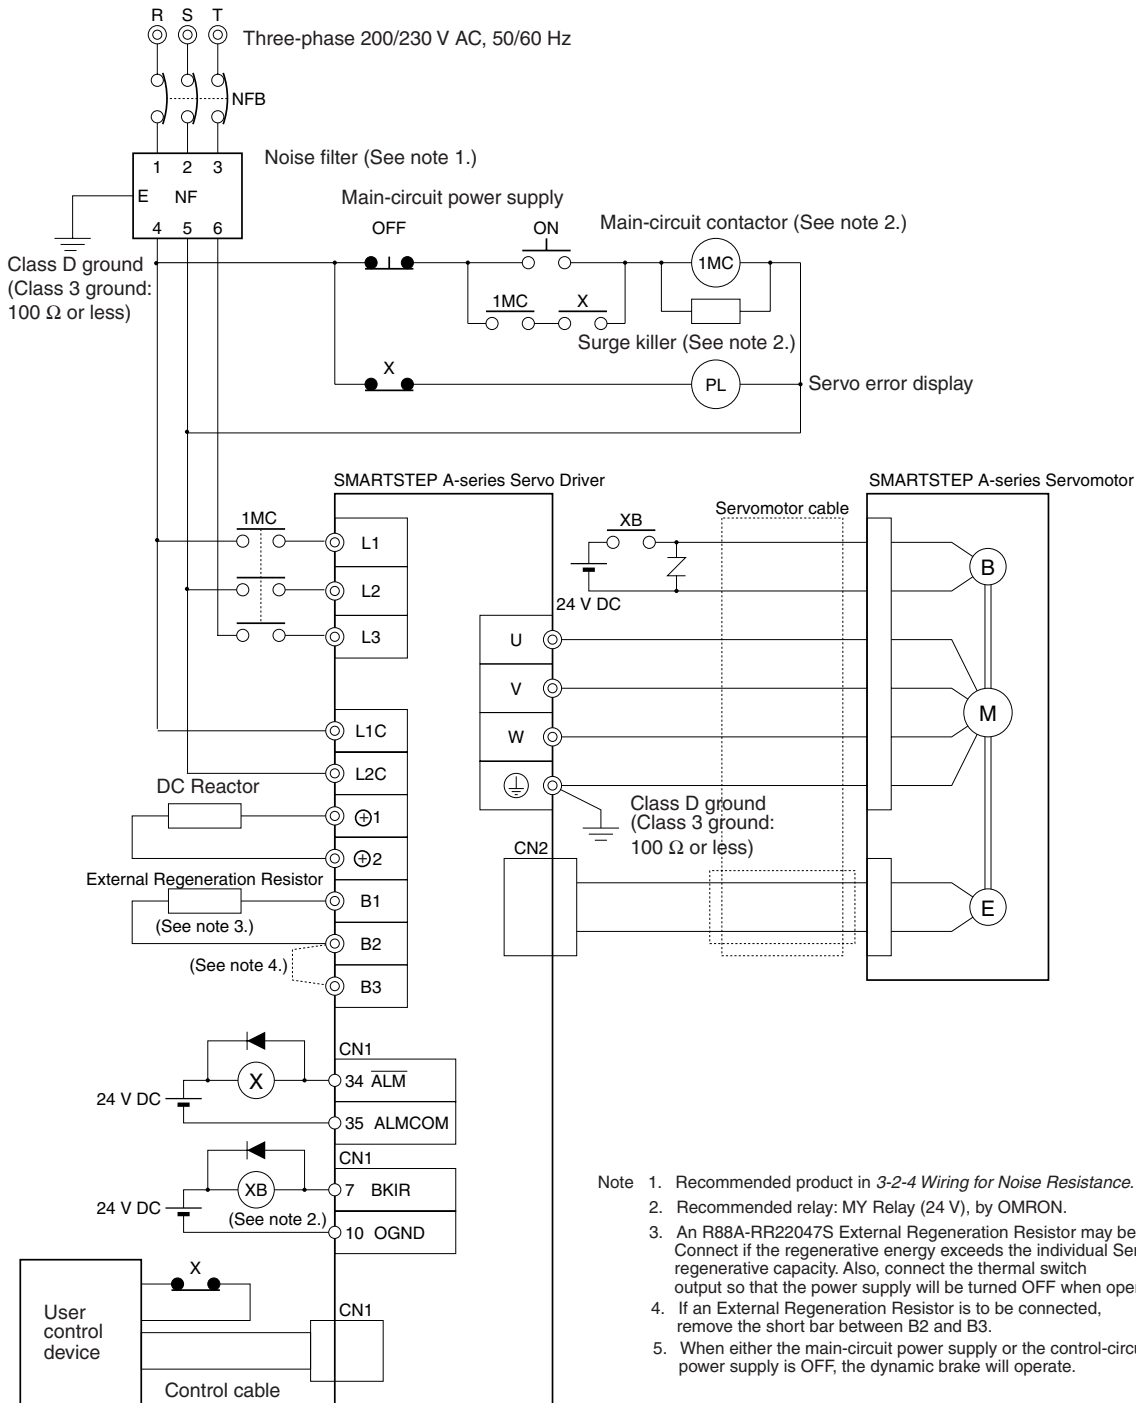 R S T
Three-phase 200/230 V AC, 50/60 Hz
NFB
Noise filter (See note 1.)
1 2 3
E NF
4 5 6
Class D ground
(Class 3 ground:
100 Ω or less)
Main-circuit power supply
OFF
ON
Main-circuit contactor (See note 2.)
1MC
1MC
X
Surge killer (See note 2.)
X
PL
Servo error display
SMARTSTEP A-series Servo Driver
SMARTSTEP A-series Servomotor
1MC
L1
L2
L3
XB
Servomotor cable
24 V DC
B
U
V
W
M
L1C
L2C
DC Reactor
⊕1
⊕2
Class D ground
(Class 3 ground:
100 Ω or less)
CN2
E
External Regeneration Resistor
(See note 3.)
B1
B2
(See note 4.)
B3
CN1
X
34 A̅L̅M̅
24 V DC
35 ALMCOM
CN1
XB
7 BKIR
24 V DC
(See note 2.)
10 OGND
X
User
control
device
CN1
Control cable
Note 1. Recommended product in 3-2-4 Wiring for Noise Resistance.
2. Recommended relay: MY Relay (24 V), by OMRON.
3. An R88A-RR22047S External Regeneration Resistor may be
Connect if the regenerative energy exceeds the individual Ser
regenerative capacity. Also, connect the thermal switch
output so that the power supply will be turned OFF when oper
4. If an External Regeneration Resistor is to be connected,
remove the short bar between B2 and B3.
5. When either the main-circuit power supply or the control-circu
power supply is OFF, the dynamic brake will operate.